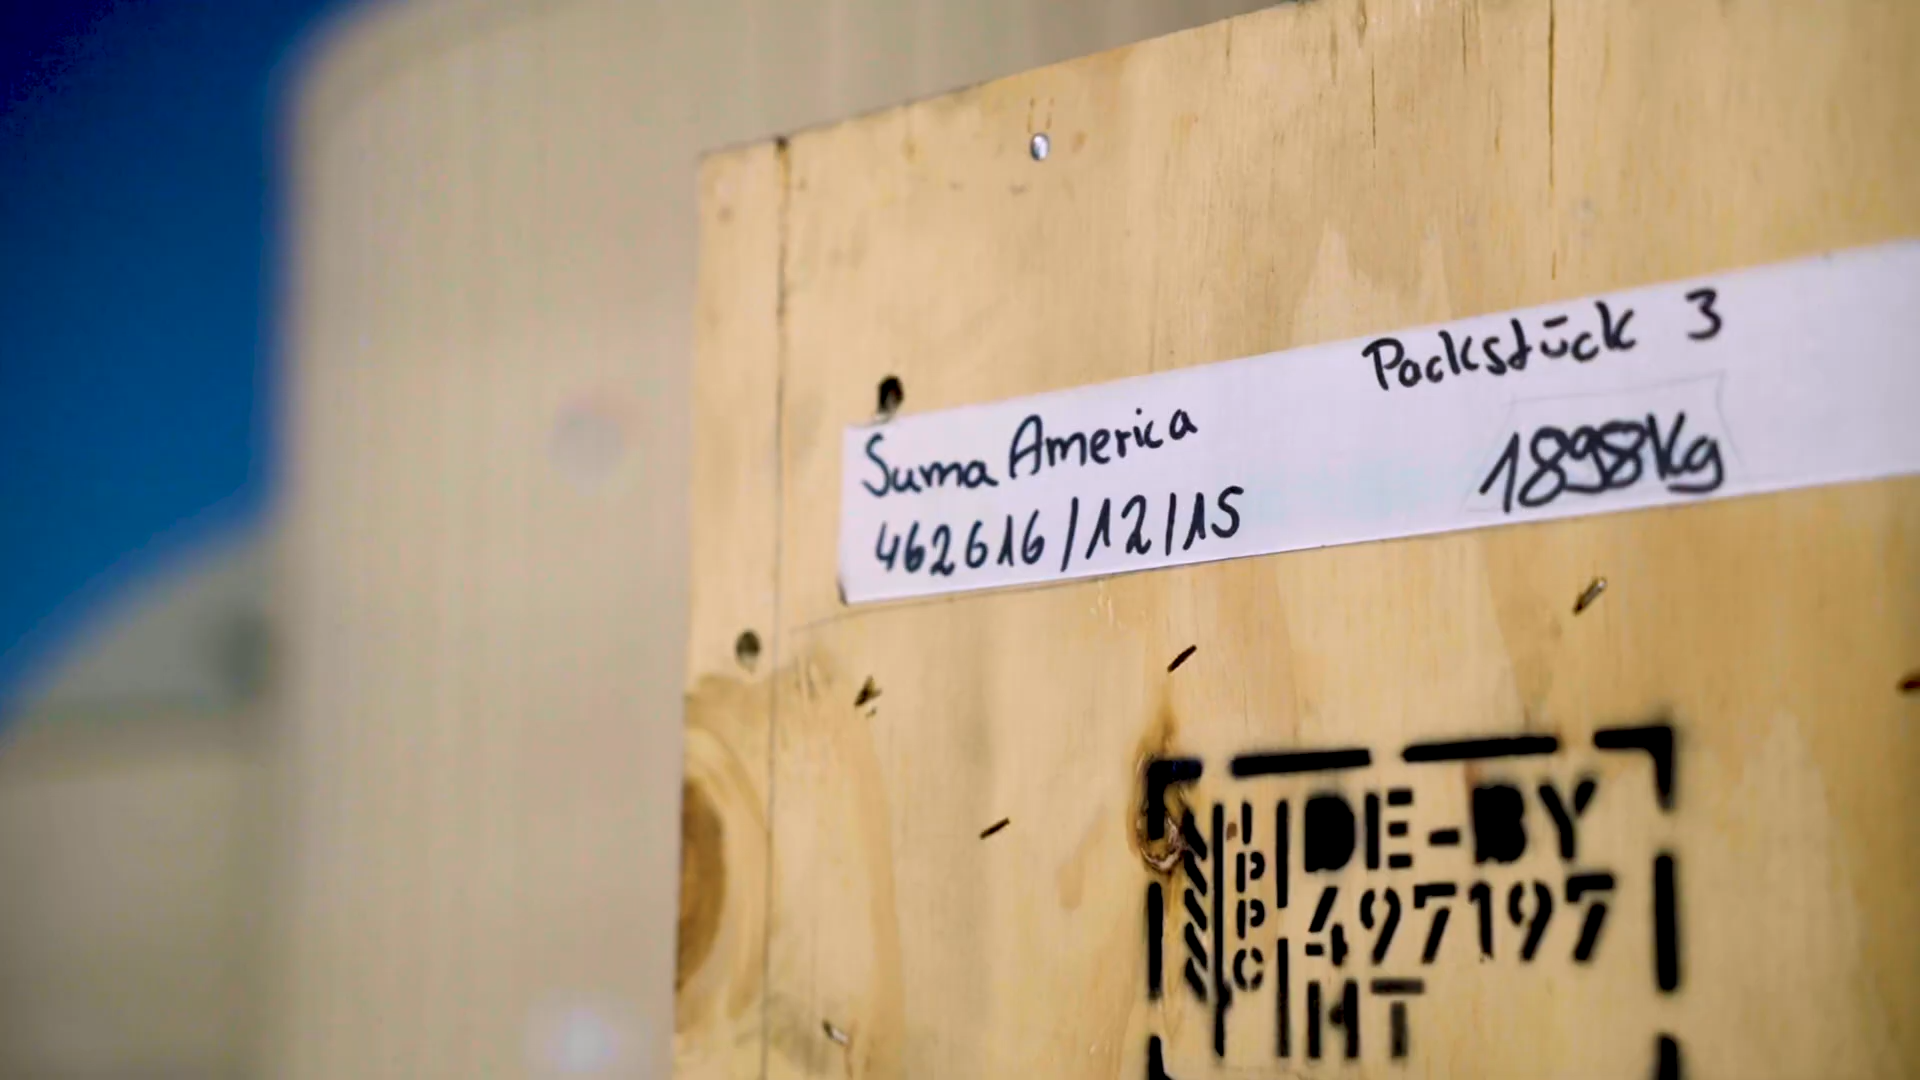 Packstück 3
Suma America
1898Kg
462616/12/15
IPPC
DE-BY
497197
HT